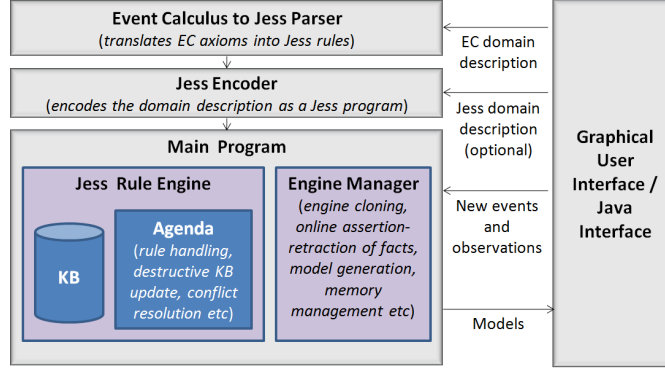 Event Calculus to Jess Parser
(translates EC axioms into Jess rules)
EC domain
description
Jess Encoder
(encodes the domain description as a Jess program)
Jess domain
description
(optional)
Main Program
Jess Rule Engine
KB
Agenda
(rule handling,
destructive KB
update, conflict
resolution etc)
Engine Manager
(engine cloning,
online assertion-
retraction of facts,
model generation,
memory
management etc)
New events
and
observations
Models
Graphical
User
Interface /
Java
Interface